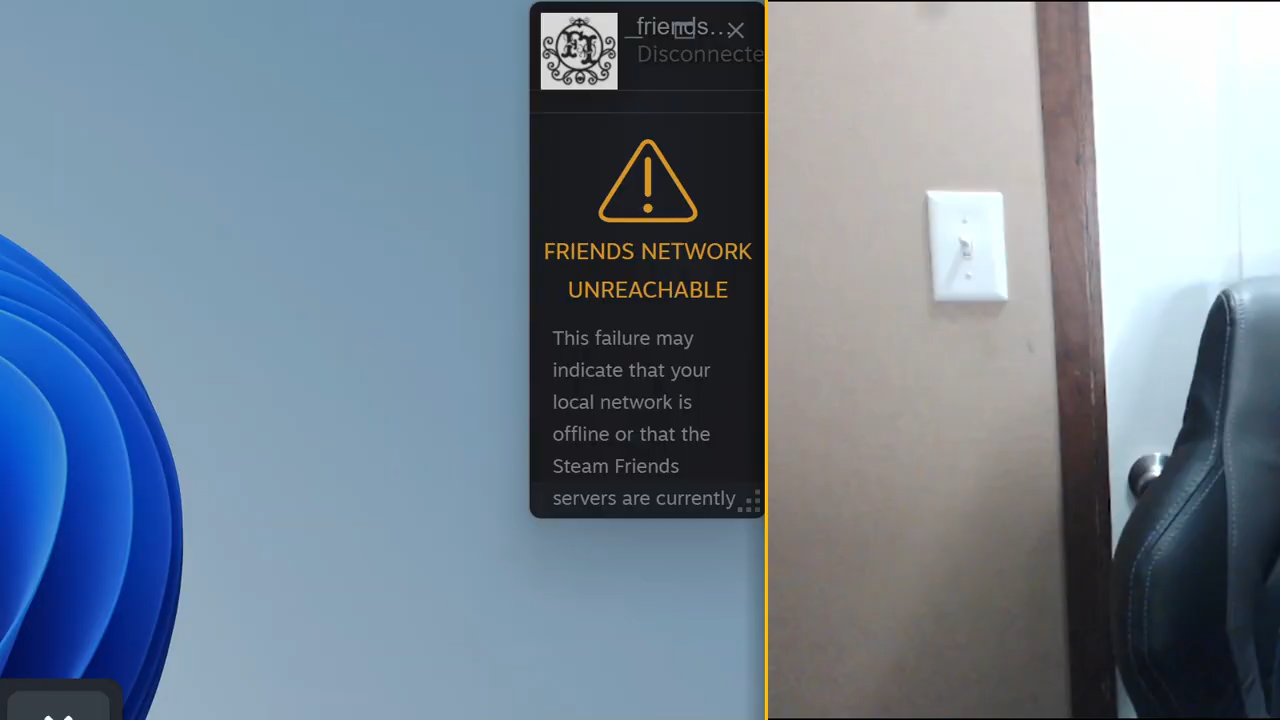 friends...
Disconnecte
FRIENDS NETWORK
UNREACHABLE
This failure may
indicate that your
local network is
offline or that the
Steam Friends
servers are currently